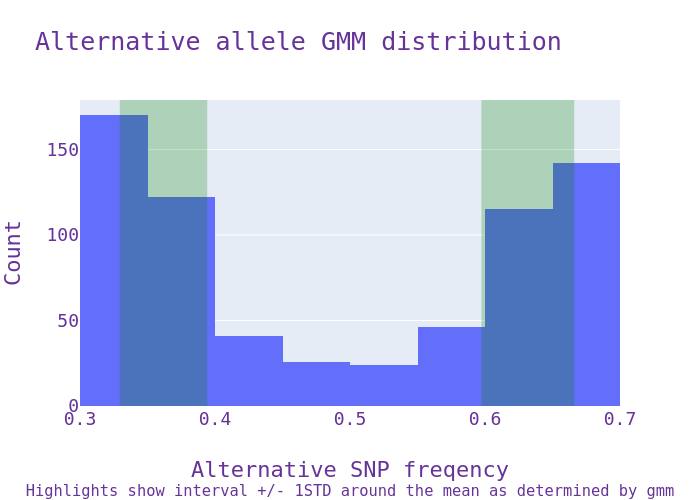 Alternative allele GMM distribution
150
100
50
0
Count
0.3 0.4 0.5 0.6 0.7
Alternative SNP freqency
Highlights show interval +/- 1STD around the mean as determined by gmm